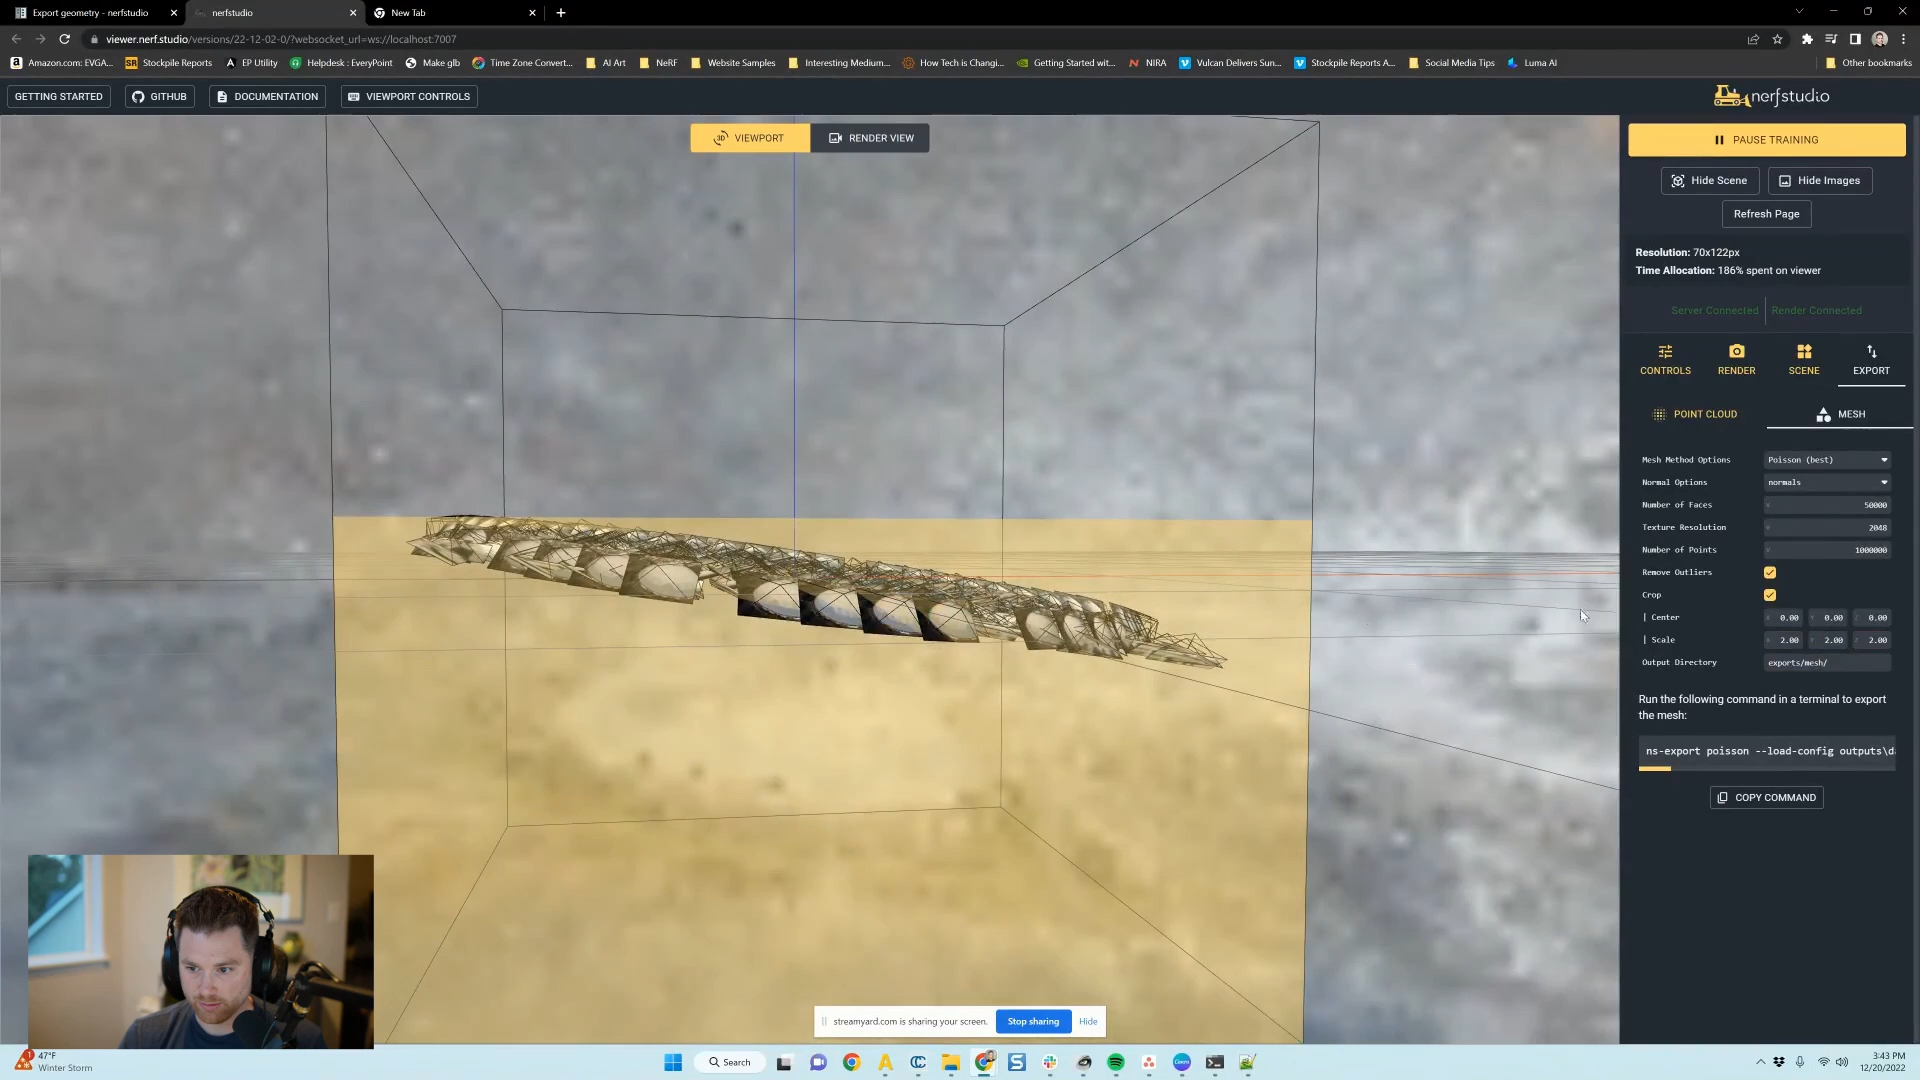 Export geometry - nerfstudio
nerfstudio
New Tab
viewer.nerf.studio/versions/22-12-02-0/?websocket_url=ws://localhost:7007
Amazon.com: EVGA...
Stockpile Reports
EP Utility
Helpdesk : EveryPoint
Make glb
Time Zone Convert...
AI Art
NeRF
Website Samples
Interesting Medium...
How Tech is Changi...
Getting Started wit...
NIRA
Vulcan Delivers Sun...
Stockpile Reports A...
Social Media Tips
Luma AI
Other bookmarks
GETTING STARTED
GITHUB
DOCUMENTATION
VIEWPORT CONTROLS
nerfstudio
VIEWPORT
RENDER VIEW
PAUSE TRAINING
Hide Scene
Hide Images
Refresh Page
Resolution: 70x122px
Time Allocation: 186% spent on viewer
Server Connected
Render Connected
CONTROLS
RENDER
SCENE
EXPORT
POINT CLOUD
MESH
Mesh Method Options Poisson (best)
Normal Options normals
Number of Faces 50000
Texture Resolution 2048
Number of Points 1000000
Remove Outliers
Crop
| Center 0.00 0.00 0.00
| Scale 2.00 2.00 2.00
Output Directory exports/mesh/
Run the following command in a terminal to export
the mesh:
ns-export poisson --load-config outputs\d
COPY COMMAND
streamyard.com is sharing your screen.
Stop sharing
Hide
1
47°F
Winter Storm
Search
3:43 PM
12/20/2022